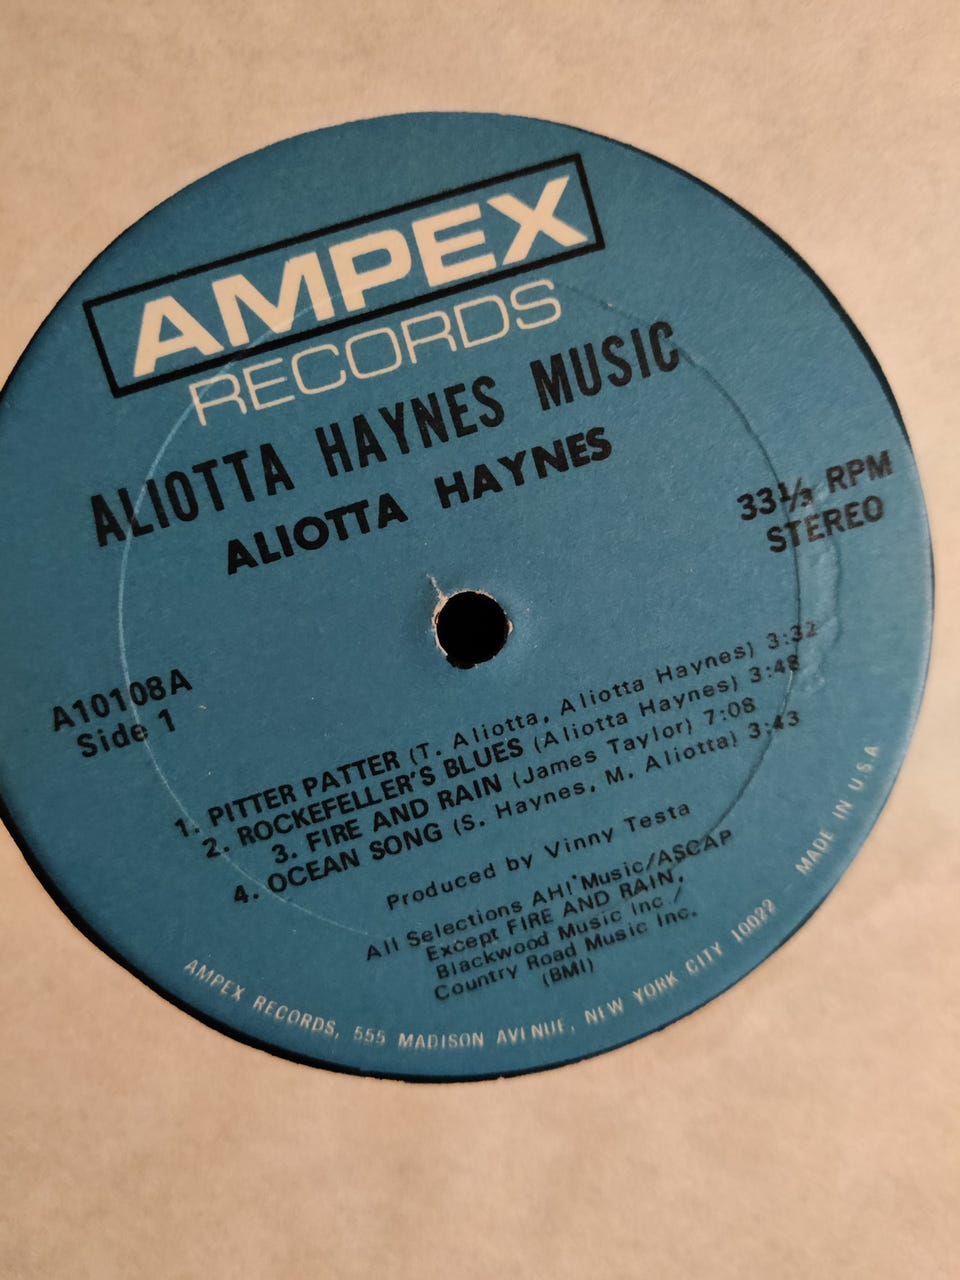 AMPEX
RECORDS
ALIOTTA HAYNES MUSIC
ALIOTTA HAYNES
33⅓ RPM
STEREO
A10108A
Side 1
1. PITTER PATTER (T. Aliotta, Aliotta Haynes) 3:32
2. ROCKEFELLER'S BLUES (Aliotta Haynes) 3:48
3. FIRE AND RAIN (James Taylor) 7:08
4. OCEAN SONG (S. Haynes, M. Aliotta) 3:43
Produced by Vinny Testa
All Selections AH! Music/ASCAP
Except FIRE AND RAIN,
Blackwood Music Inc./
Country Road Music Inc.
(BMI)
AMPEX RECORDS, 555 MADISON AVENUE, NEW YORK CITY 10022
MADE IN U.S.A